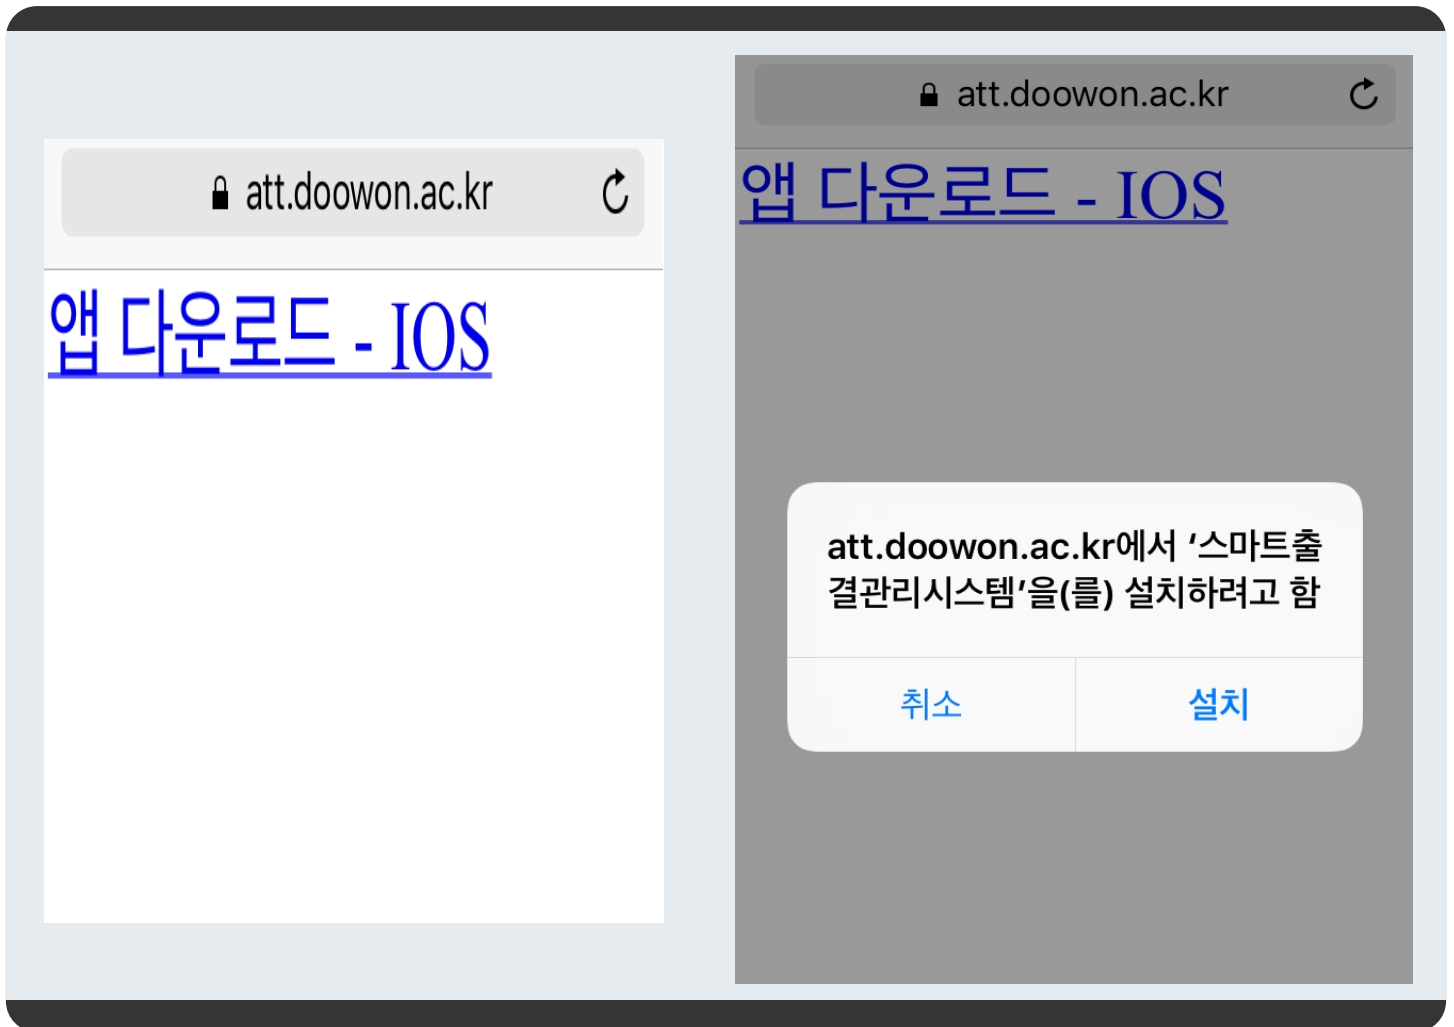 att.doowon.ac.kr
앱 다운로드 - IOS
att.doowon.ac.kr
앱 다운로드 - IOS
att.doowon.ac.kr에서 ‘스마트출
결관리시스템’을(를) 설치하려고 함
취소
설치